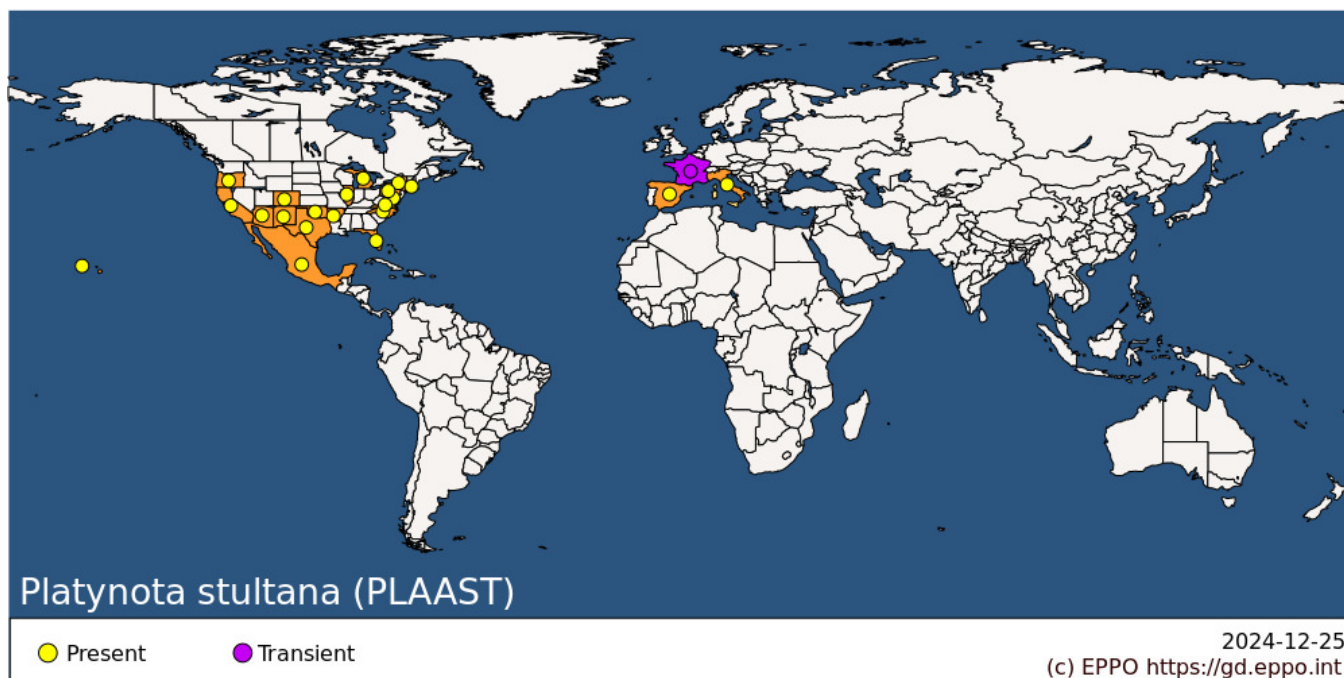 Platynota stultana (PLAAST)
Present
Transient
2024-12-25
(c) EPPO https://gd.eppo.int